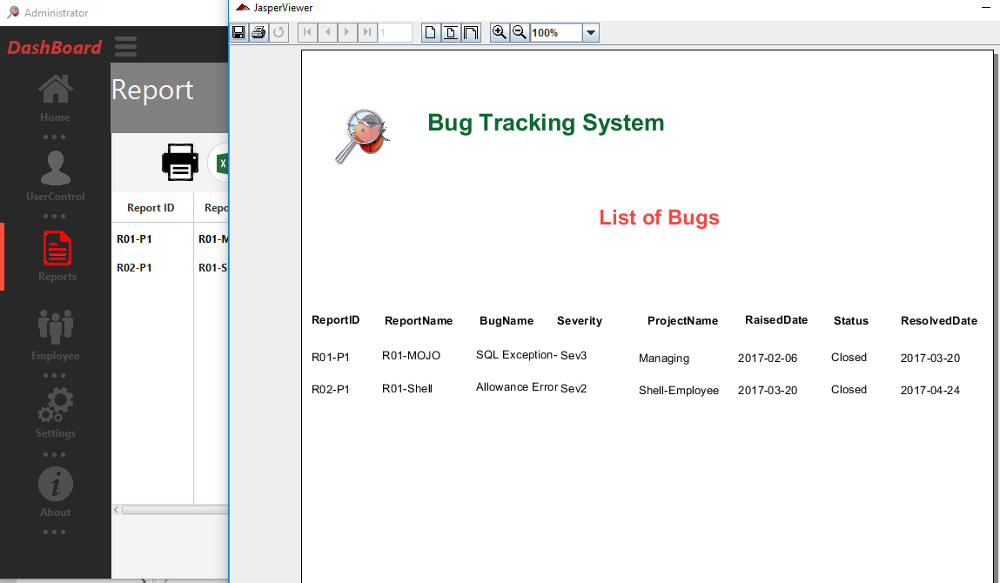 Administrator
JasperViewer
DashBoard
1
100%
Report
Home
UserControl
Reports
Employee
Settings
About
X
Report ID Repo
R01-P1 R01-M
R02-P1 R01-S
Bug Tracking System
List of Bugs
ReportID ReportName BugName Severity ProjectName RaisedDate Status ResolvedDate
R01-P1 R01-MOJO SQL Exception- Sev3 Managing 2017-02-06 Closed 2017-03-20
R02-P1 R01-Shell Allowance Error Sev2 Shell-Employee 2017-03-20 Closed 2017-04-24